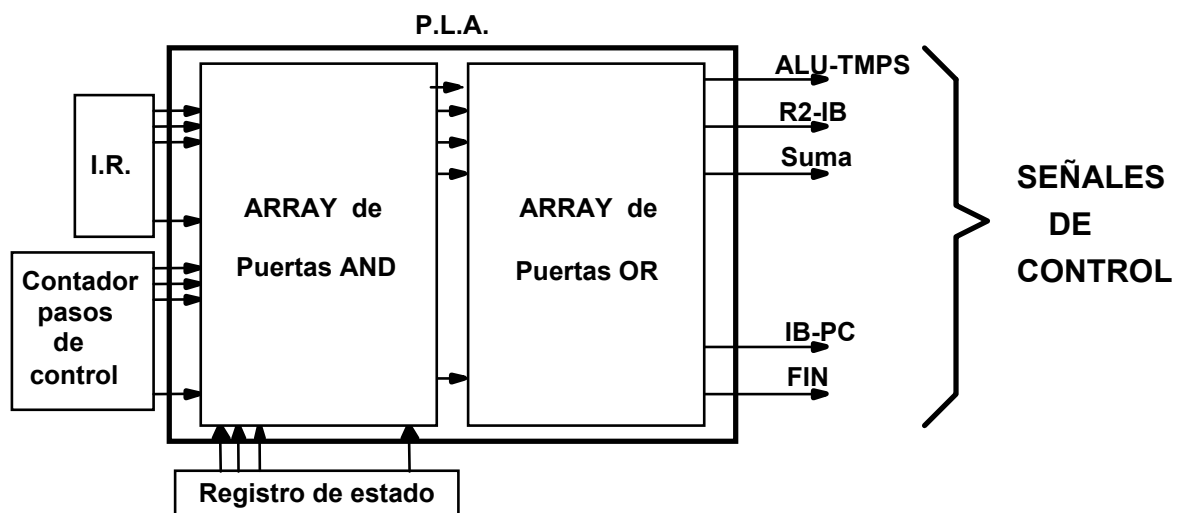 P.L.A.
I.R.
Contador
pasos
de
control
ARRAY de
Puertas AND
ARRAY de
Puertas OR
ALU-TMPS
R2-IB
Suma
IB-PC
FIN
SEÑALES
DE
CONTROL
Registro de estado